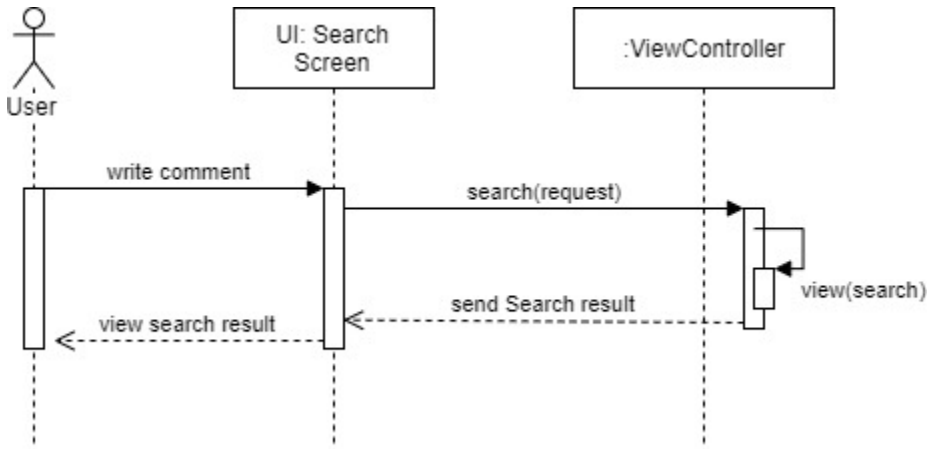 UI: Search
Screen
:ViewController
User
write comment
search(request)
view(search)
send Search result
view search result